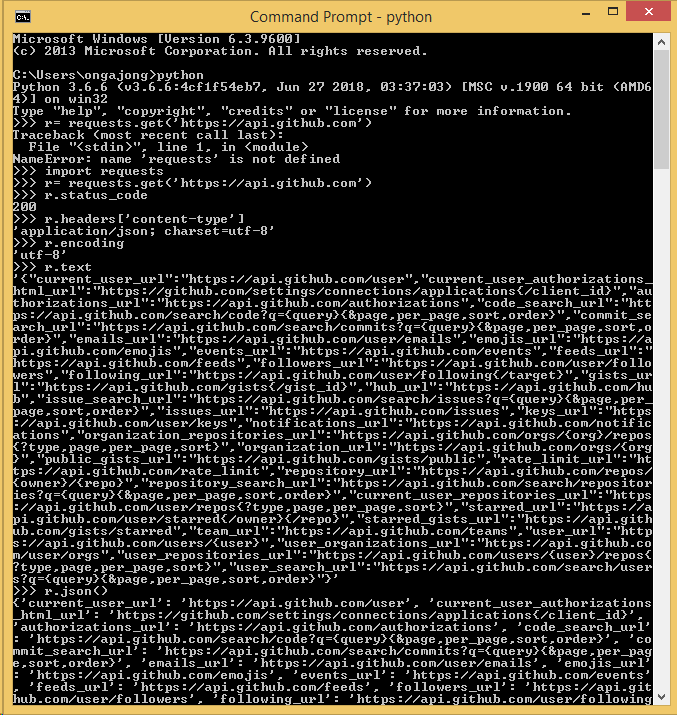 Command Prompt - python
Microsoft Windows [Version 6.3.9600]
(c) 2013 Microsoft Corporation. All rights reserved.
C:\Users\ongajong>python
Python 3.6.6 (v3.6.6:4cf1f54eb7, Jun 27 2018, 03:37:03) [MSC v.1900 64 bit (AMD6
4)] on win32
Type "help", "copyright", "credits" or "license" for more information.
>>> r= requests.get('https://api.github.com')
Traceback (most recent call last):
  File "<stdin>", line 1, in <module>
NameError: name 'requests' is not defined
>>> import requests
>>> r= requests.get('https://api.github.com')
>>> r.status_code
200
>>> r.headers['content-type']
'application/json; charset=utf-8'
>>> r.encoding
'utf-8'
>>> r.text
'{"current_user_url":"https://api.github.com/user","current_user_authorizations_
html_url":"https://github.com/settings/connections/applications{/client_id}","au
thorizations_url":"https://api.github.com/authorizations","code_search_url":"htt
ps://api.github.com/search/code?q={query}{&page,per_page,sort,order}","commit_se
arch_url":"https://api.github.com/search/commits?q={query}{&page,per_page,sort,o
rder}","emails_url":"https://api.github.com/user/emails","emojis_url":"https://a
pi.github.com/emojis","events_url":"https://api.github.com/events","feeds_url":"
https://api.github.com/feeds","followers_url":"https://api.github.com/user/follo
wers","following_url":"https://api.github.com/user/following{/target}","gists_ur
l":"https://api.github.com/gists{/gist_id}","hub_url":"https://api.github.com/hu
b","issue_search_url":"https://api.github.com/search/issues?q={query}{&page,per_
page,sort,order}","issues_url":"https://api.github.com/issues","keys_url":"https
://api.github.com/user/keys","notifications_url":"https://api.github.com/notific
ations","organization_repositories_url":"https://api.github.com/orgs/{org}/repos
{?type,page,per_page,sort}","organization_url":"https://api.github.com/orgs/{org
}","public_gists_url":"https://api.github.com/gists/public","rate_limit_url":"ht
tps://api.github.com/rate_limit","repository_url":"https://api.github.com/repos/
{owner}/{repo}","repository_search_url":"https://api.github.com/search/repositor
ies?q={query}{&page,per_page,sort,order}","current_user_repositories_url":"https
://api.github.com/user/repos{?type,page,per_page,sort}","starred_url":"https://a
pi.github.com/user/starred{/owner}{/repo}","starred_gists_url":"https://api.gith
ub.com/gists/starred","team_url":"https://api.github.com/teams","user_url":"http
s://api.github.com/users/{user}","user_organizations_url":"https://api.github.co
m/user/orgs","user_repositories_url":"https://api.github.com/users/{user}/repos{
?type,page,per_page,sort}","user_search_url":"https://api.github.com/search/user
s?q={query}{&page,per_page,sort,order}"}'
>>> r.json()
{'current_user_url': 'https://api.github.com/user', 'current_user_authorizations
_html_url': 'https://github.com/settings/connections/applications{/client_id}',
'authorizations_url': 'https://api.github.com/authorizations', 'code_search_url'
: 'https://api.github.com/search/code?q={query}{&page,per_page,sort,order}', 'co
mmit_search_url': 'https://api.github.com/search/commits?q={query}{&page,per_pag
e,sort,order}', 'emails_url': 'https://api.github.com/user/emails', 'emojis_url'
: 'https://api.github.com/emojis', 'events_url': 'https://api.github.com/events'
, 'feeds_url': 'https://api.github.com/feeds', 'followers_url': 'https://api.git
hub.com/user/followers', 'following_url': 'https://api.github.com/user/following